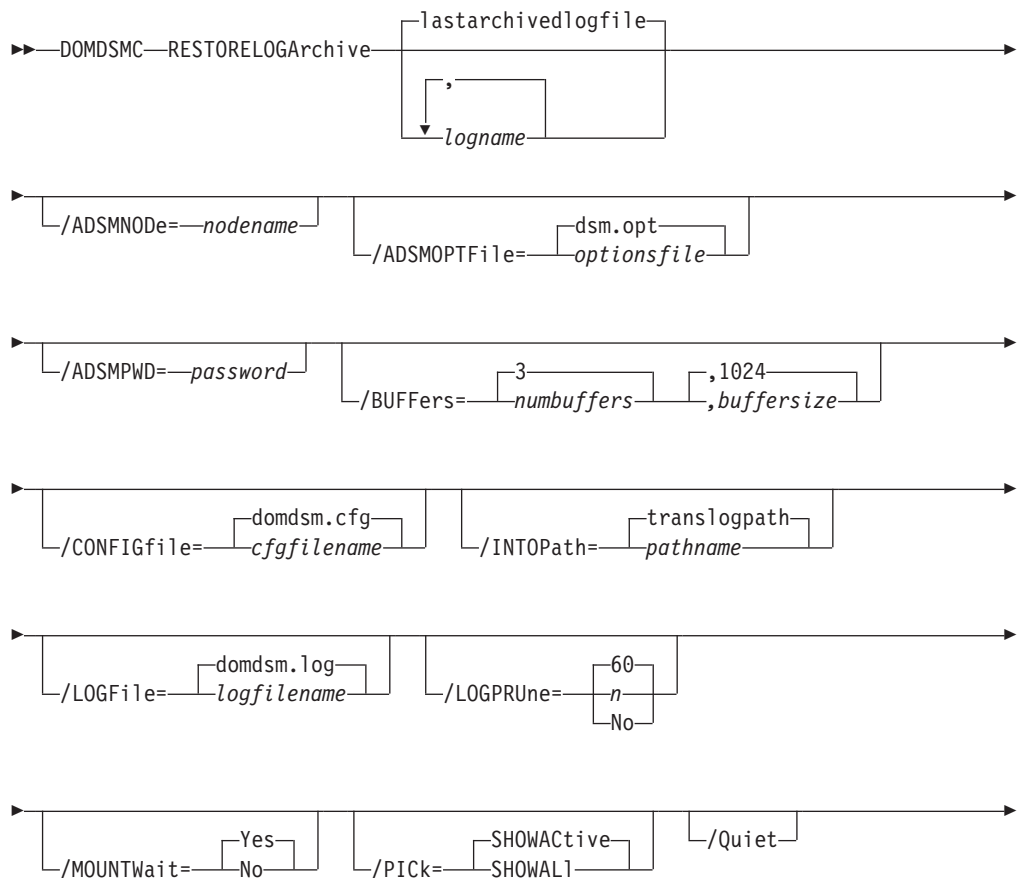 lastarchivedlogfile
DOMDSMC RESTORELOGArchive
,
logname
/ADSMNODe= nodename
dsm.opt
/ADSMOPTFile= optionsfile
/ADSMPWD= password
3 ,1024
/BUFFers= numbuffers ,buffersize
domdsm.cfg translogpath
/CONFIGfile= cfgfilename /INTOPath= pathname
domdsm.log 60
/LOGFile= logfilename /LOGPRUne= n
No
Yes SHOWACtive /Quiet
/MOUNTWait= No /PICk= SHOWALl